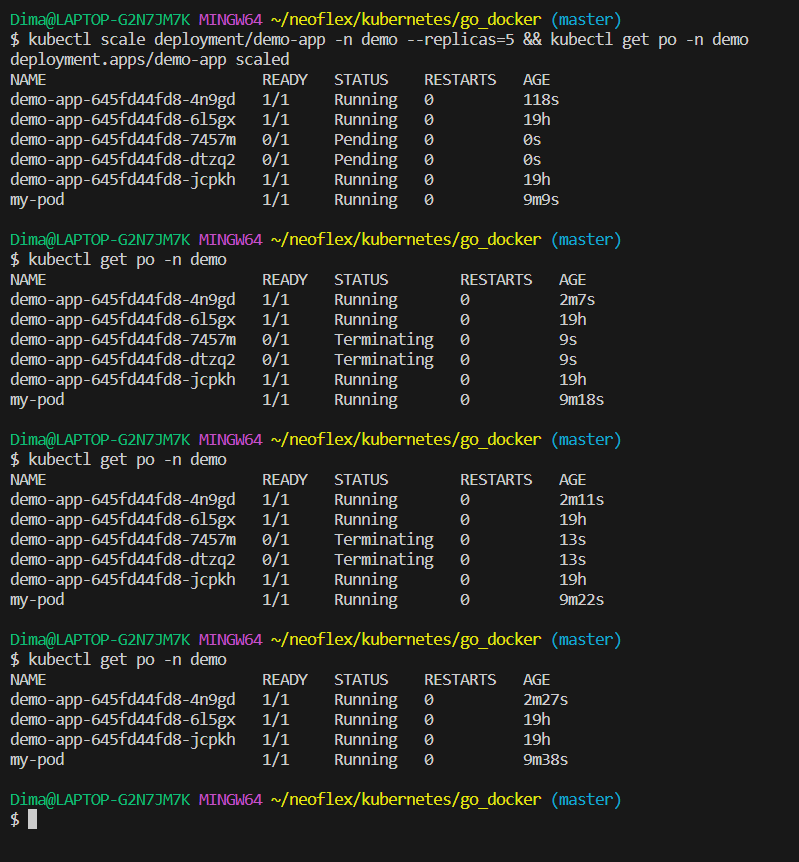 Dima@LAPTOP-G2N7JM7K MINGW64 ~/neoflex/kubernetes/go_docker (master)
$ kubectl scale deployment/demo-app -n demo --replicas=5 && kubectl get po -n demo
deployment.apps/demo-app scaled
NAME                        READY   STATUS    RESTARTS   AGE
demo-app-645fd44fd8-4n9gd   1/1     Running   0          118s
demo-app-645fd44fd8-6l5gx   1/1     Running   0          19h
demo-app-645fd44fd8-7457m   0/1     Pending   0          0s
demo-app-645fd44fd8-dtzq2   0/1     Pending   0          0s
demo-app-645fd44fd8-jcpkh   1/1     Running   0          19h
my-pod                      1/1     Running   0          9m9s

Dima@LAPTOP-G2N7JM7K MINGW64 ~/neoflex/kubernetes/go_docker (master)
$ kubectl get po -n demo
NAME                        READY   STATUS        RESTARTS   AGE
demo-app-645fd44fd8-4n9gd   1/1     Running       0          2m7s
demo-app-645fd44fd8-6l5gx   1/1     Running       0          19h
demo-app-645fd44fd8-7457m   0/1     Terminating   0          9s
demo-app-645fd44fd8-dtzq2   0/1     Terminating   0          9s
demo-app-645fd44fd8-jcpkh   1/1     Running       0          19h
my-pod                      1/1     Running       0          9m18s

Dima@LAPTOP-G2N7JM7K MINGW64 ~/neoflex/kubernetes/go_docker (master)
$ kubectl get po -n demo
NAME                        READY   STATUS        RESTARTS   AGE
demo-app-645fd44fd8-4n9gd   1/1     Running       0          2m11s
demo-app-645fd44fd8-6l5gx   1/1     Running       0          19h
demo-app-645fd44fd8-7457m   0/1     Terminating   0          13s
demo-app-645fd44fd8-dtzq2   0/1     Terminating   0          13s
demo-app-645fd44fd8-jcpkh   1/1     Running       0          19h
my-pod                      1/1     Running       0          9m22s

Dima@LAPTOP-G2N7JM7K MINGW64 ~/neoflex/kubernetes/go_docker (master)
$ kubectl get po -n demo
NAME                        READY   STATUS    RESTARTS   AGE
demo-app-645fd44fd8-4n9gd   1/1     Running   0          2m27s
demo-app-645fd44fd8-6l5gx   1/1     Running   0          19h
demo-app-645fd44fd8-jcpkh   1/1     Running   0          19h
my-pod                      1/1     Running   0          9m38s

Dima@LAPTOP-G2N7JM7K MINGW64 ~/neoflex/kubernetes/go_docker (master)
$